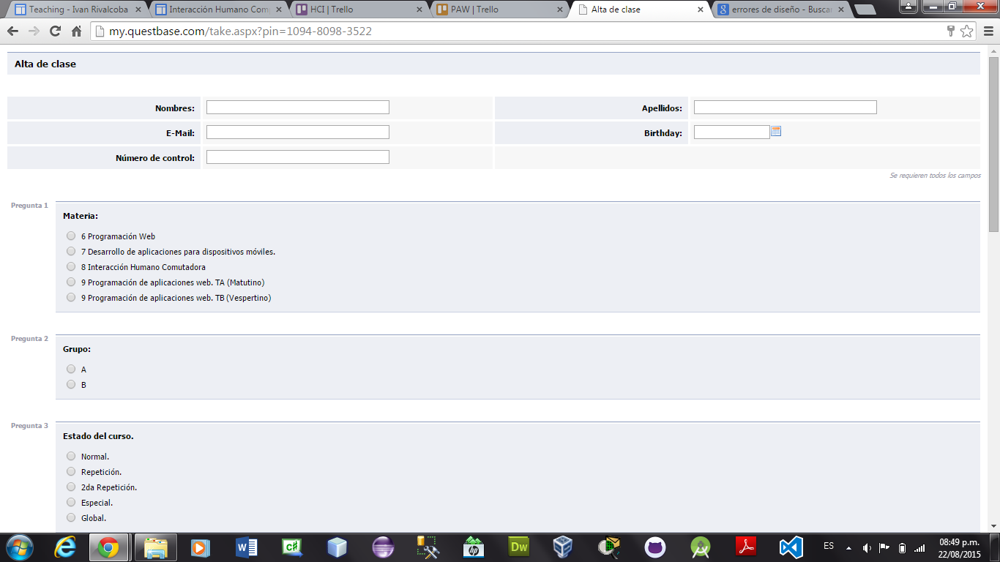 Teaching - Ivan Rivalcoba
Interacción Humano Com
HCI | Trello
PAW | Trello
Alta de clase
errores de diseño - Busca
my.questbase.com/take.aspx?pin=1094-8098-3522
Alta de clase
Nombres:
Apellidos:
E-Mail:
Birthday:
Número de control:
Se requieren todos los campos
Pregunta 1
Materia:
6 Programación Web
7 Desarrollo de aplicaciones para dispositivos móviles.
8 Interacción Humano Comutadora
9 Programación de aplicaciones web. TA (Matutino)
9 Programación de aplicaciones web. TB (Vespertino)
Pregunta 2
Grupo:
A
B
Pregunta 3
Estado del curso.
Normal.
Repetición.
2da Repetición.
Especial.
Global.
W
C#
hp
Dw
ES
08:49 p.m.
22/08/2015